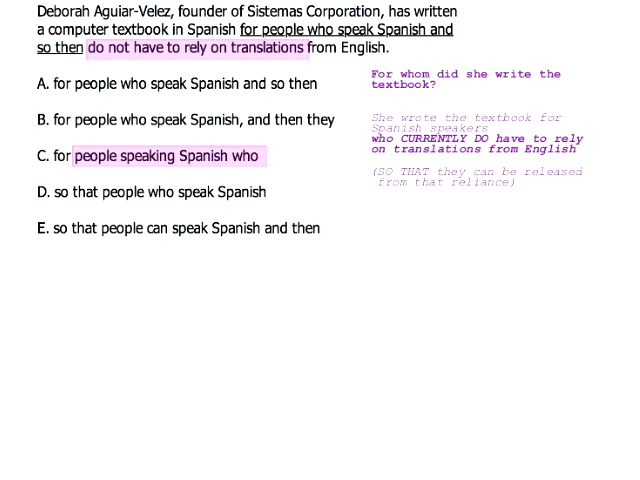 Deborah Aguiar-Velez, founder of Sistemas Corporation, has written
a computer textbook in Spanish for people who speak Spanish and
so then do not have to rely on translations from English.
A. for people who speak Spanish and so then
B. for people who speak Spanish, and then they
C. for people speaking Spanish who
D. so that people who speak Spanish
E. so that people can speak Spanish and then
For whom did she write the
textbook?
She wrote the textbook for
Spanish speakers
who CURRENTLY DO have to rely
on translations from English
(SO THAT they can be released
from that reliance)